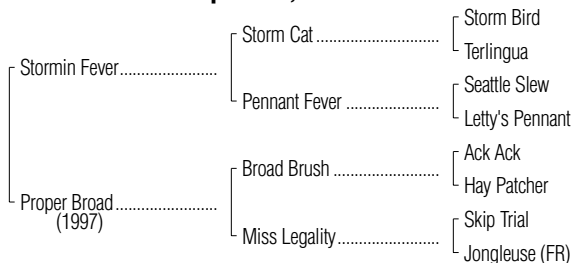 Storm Bird
Storm Cat ........................................
Terlingua
Stormin Fever.......................
Seattle Slew
Pennant Fever ..............................
Letty's Pennant
Ack Ack
Broad Brush .................................
Hay Patcher
Proper Broad........................
(1997)
Skip Trial
Miss Legality................................
Jongleuse (FR)